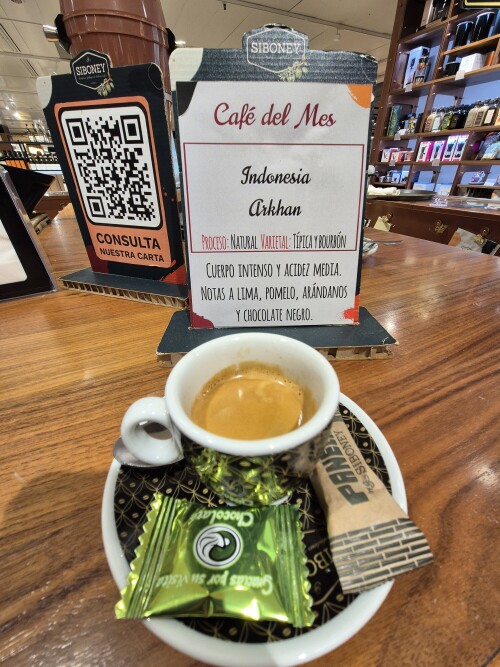 SIBONEY
CONSULTA
NUESTRA CARTA
SIBONEY
Café del Mes
Indonesia
Arkhan
Proceso: Natural Varietal: Típica y bourbón
Cuerpo intenso y acidez media.
Notas a lima, pomelo, arándanos
y chocolate negro.
PANELA
SIBONEY
Chocolate
Gracias por su visita